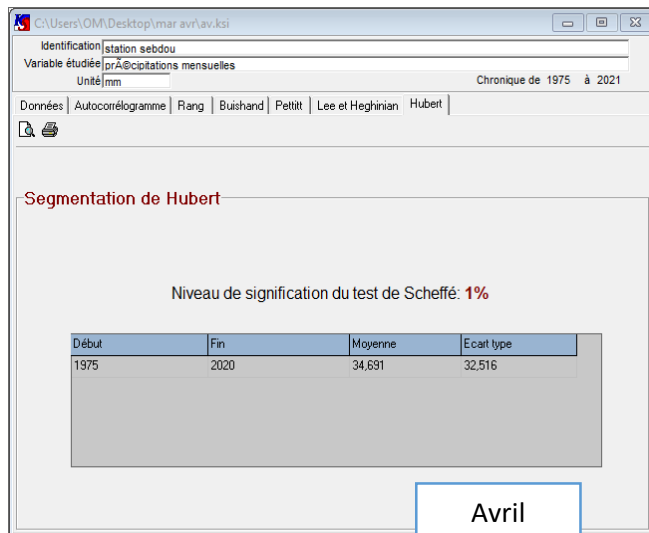 C:\Users\OM\Desktop\mar avr\av.ksi
Identification station sebdou
Variable étudiée prÃ©cipitations mensuelles
Unité mm Chronique de 1975 à 2021
Données Autocorrélogramme Rang Buishand Pettitt Lee et Heghinian Hubert
Segmentation de Hubert
Niveau de signification du test de Scheffé: 1%
Début Fin Moyenne Ecart type
1975 2020 34,691 32,516
Avril